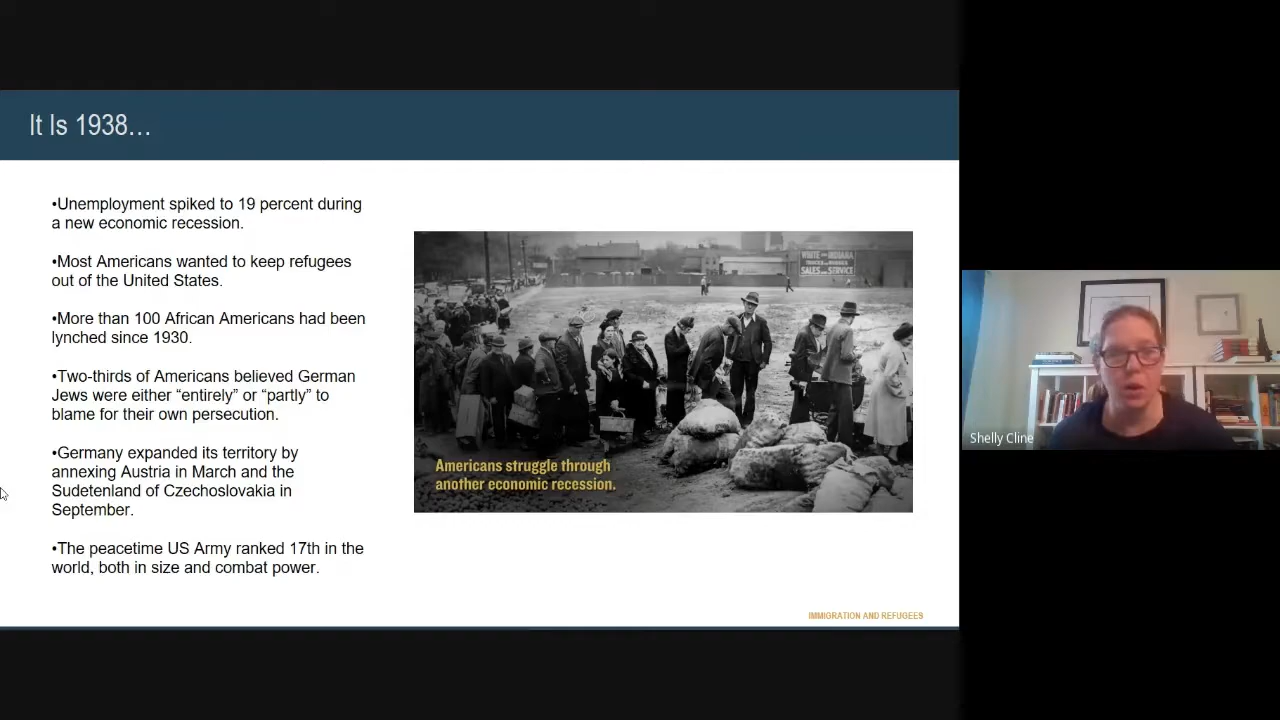 It Is 1938…
•Unemployment spiked to 19 percent during
a new economic recession.
•Most Americans wanted to keep refugees
out of the United States.
•More than 100 African Americans had been
lynched since 1930.
•Two-thirds of Americans believed German
Jews were either “entirely” or “partly” to
blame for their own persecution.
•Germany expanded its territory by
annexing Austria in March and the
Sudetenland of Czechoslovakia in
September.
•The peacetime US Army ranked 17th in the
world, both in size and combat power.
SALES SERVICE
Americans struggle through
another economic recession.
IMMIGRATION AND REFUGEES
Shelly Cline